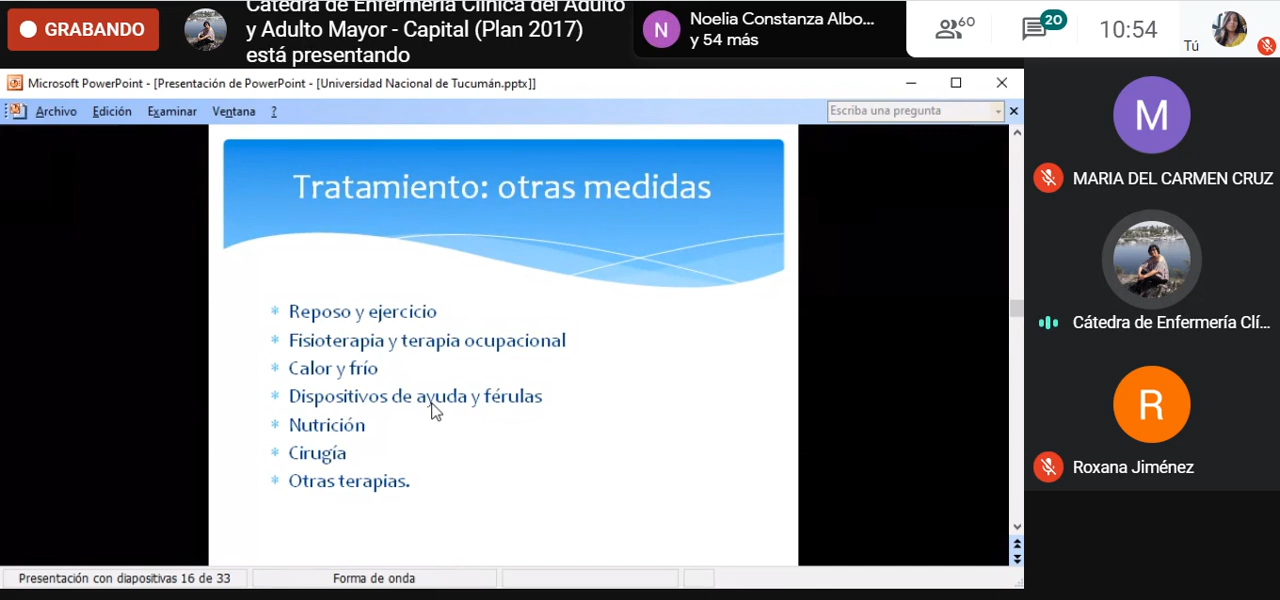 GRABANDO
Cátedra de Enfermería Clínica del Adulto
y Adulto Mayor - Capital (Plan 2017)
está presentando
N
Noelia Constanza Albo...
y 54 más
60
20
10:54
Tú
Microsoft PowerPoint - [Presentación de PowerPoint - [Universidad Nacional de Tucumán.pptx]]
Archivo Edición Examinar Ventana ?
Escriba una pregunta
Tratamiento: otras medidas
* Reposo y ejercicio
* Fisioterapia y terapia ocupacional
* Calor y frío
* Dispositivos de ayuda y férulas
* Nutrición
* Cirugía
* Otras terapias.
M
MARIA DEL CARMEN CRUZ
Cátedra de Enfermería Clí...
R
Roxana Jiménez
Presentación con diapositivas 16 de 33
Forma de onda